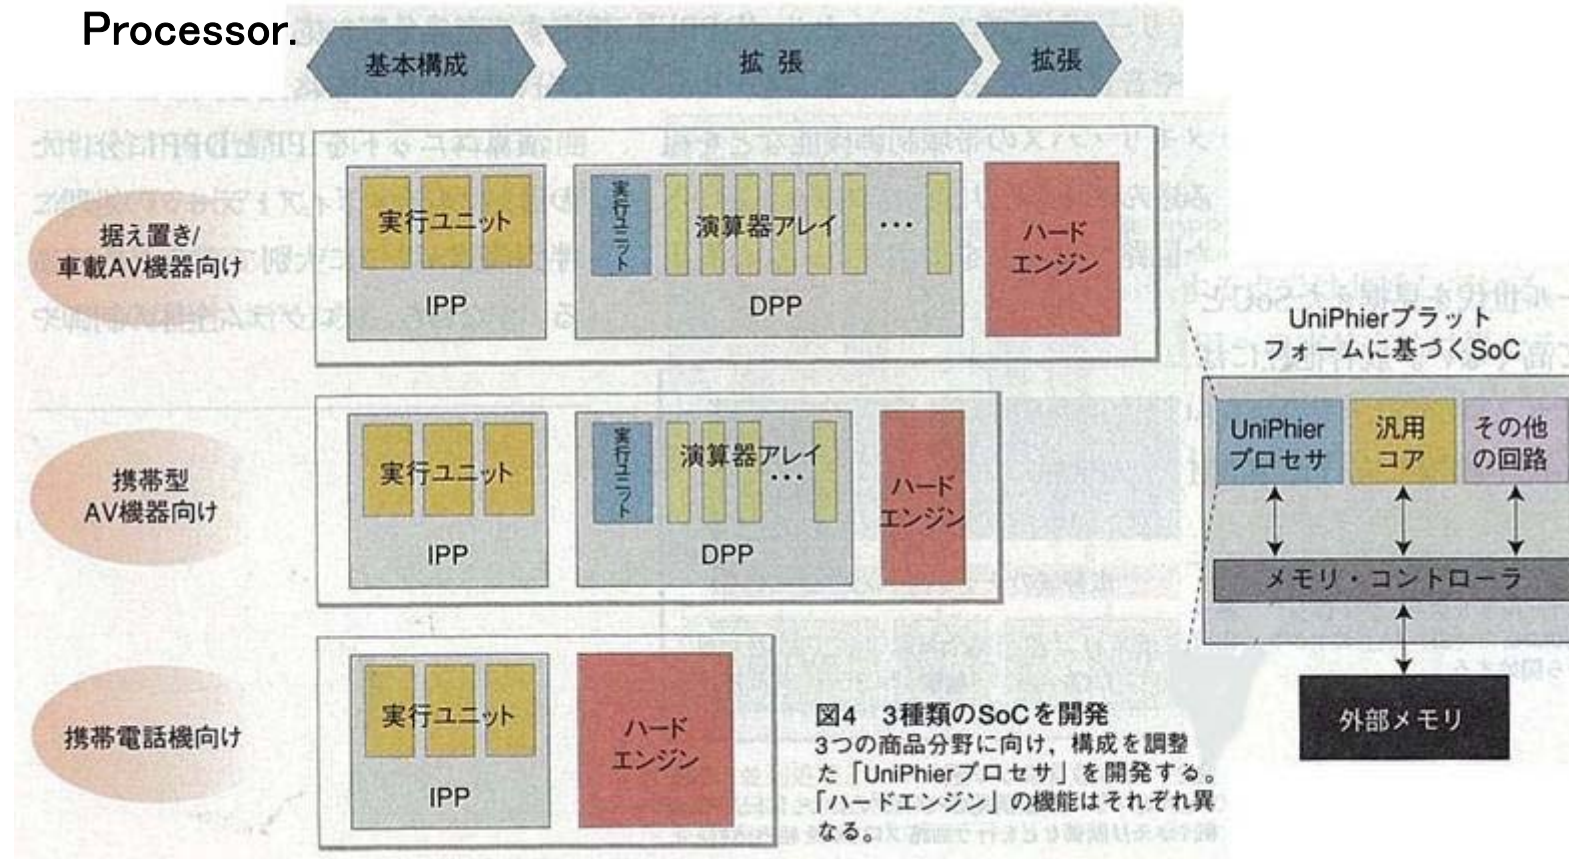 Processor.
基本構成
拡張
拡張
据え置き/
車載AV機器向け
実行ユニット
IPP
実行ユニット
演算器アレイ
…
DPP
ハード
エンジン
携帯型
AV機器向け
実行ユニット
IPP
実行ユニット
演算器アレイ
…
DPP
ハード
エンジン
携帯電話機向け
実行ユニット
IPP
ハード
エンジン
図4　3種類のSoCを開発
3つの商品分野に向け，構成を調整
た「UniPhierプロセサ」を開発する。
「ハードエンジン」の機能はそれぞれ異
なる。
UniPhierプラット
フォームに基づくSoC
UniPhier
プロセサ
汎用
コア
その他
の回路
メモリ・コントローラ
外部メモリ